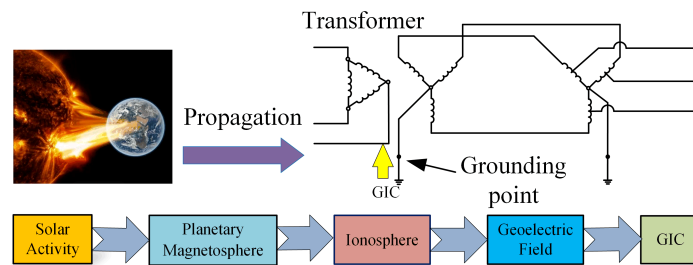 Transformer
Propagation
GIC
Grounding
point
Solar
Activity
Planetary
Magnetosphere
Ionosphere
Geoelectric
Field
GIC